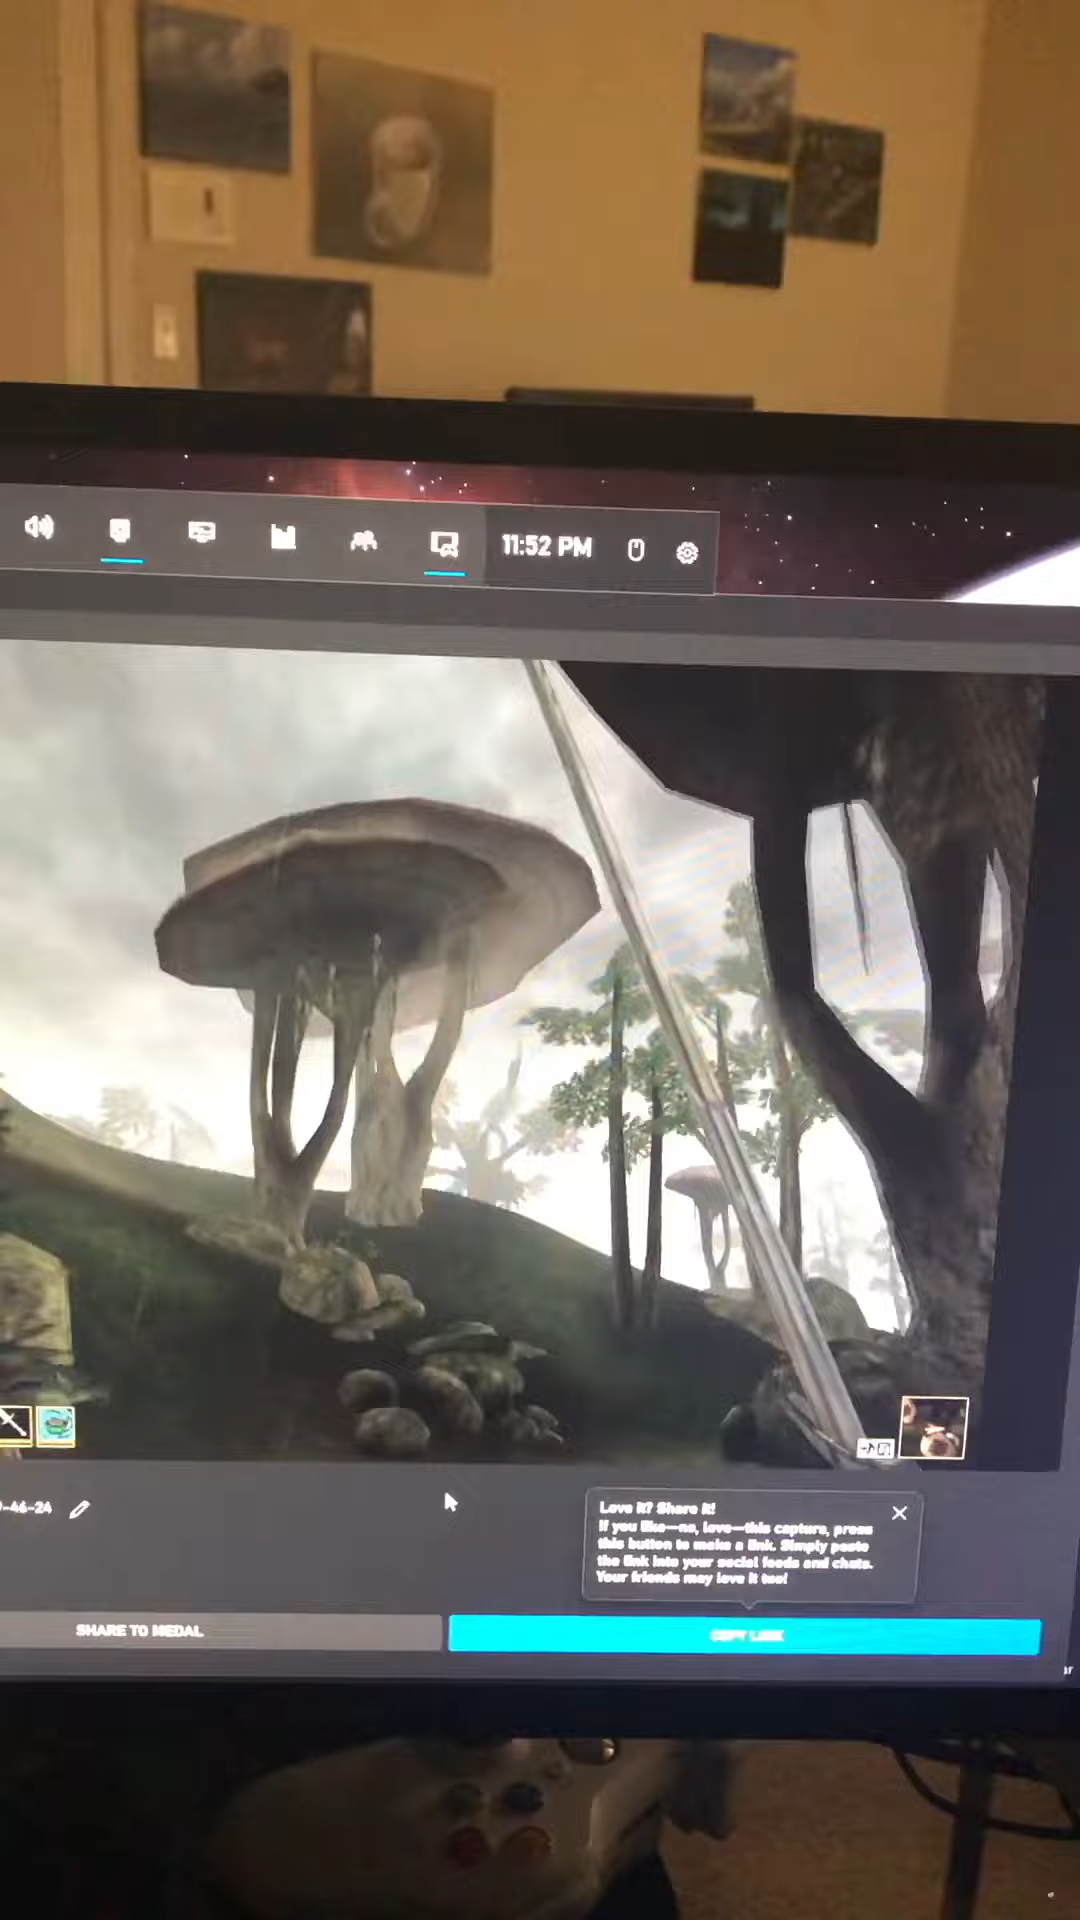 11:52 PM
-46-24
Love it? Share it!
If you like—no, love—this capture, press
this button to make a link. Simply paste
the link into your social feeds and chats.
Your friends may love it too!
SHARE TO MEDAL
COPY LINK